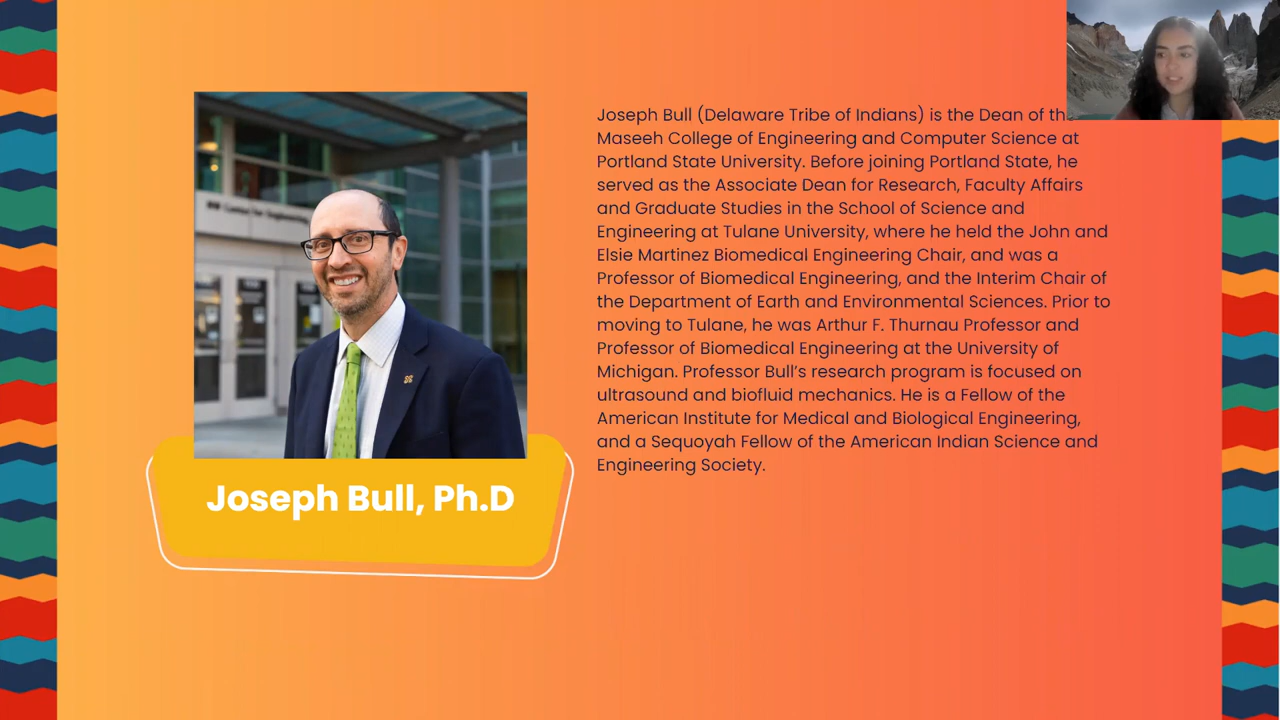 Joseph Bull (Delaware Tribe of Indians) is the Dean of
Maseeh College of Engineering and Computer Science at
Portland State University. Before joining Portland State, he
served as the Associate Dean for Research, Faculty Affairs
and Graduate Studies in the School of Science and
Engineering at Tulane University, where he held the John and
Elsie Martinez Biomedical Engineering Chair, and was a
Professor of Biomedical Engineering, and the Interim Chair of
the Department of Earth and Environmental Sciences. Prior to
moving to Tulane, he was Arthur F. Thurnau Professor and
Professor of Biomedical Engineering at the University of
Michigan. Professor Bull’s research program is focused on
ultrasound and biofluid mechanics. He is a Fellow of the
American Institute for Medical and Biological Engineering,
and a Sequoyah Fellow of the American Indian Science and
Engineering Society.
Joseph Bull, Ph.D